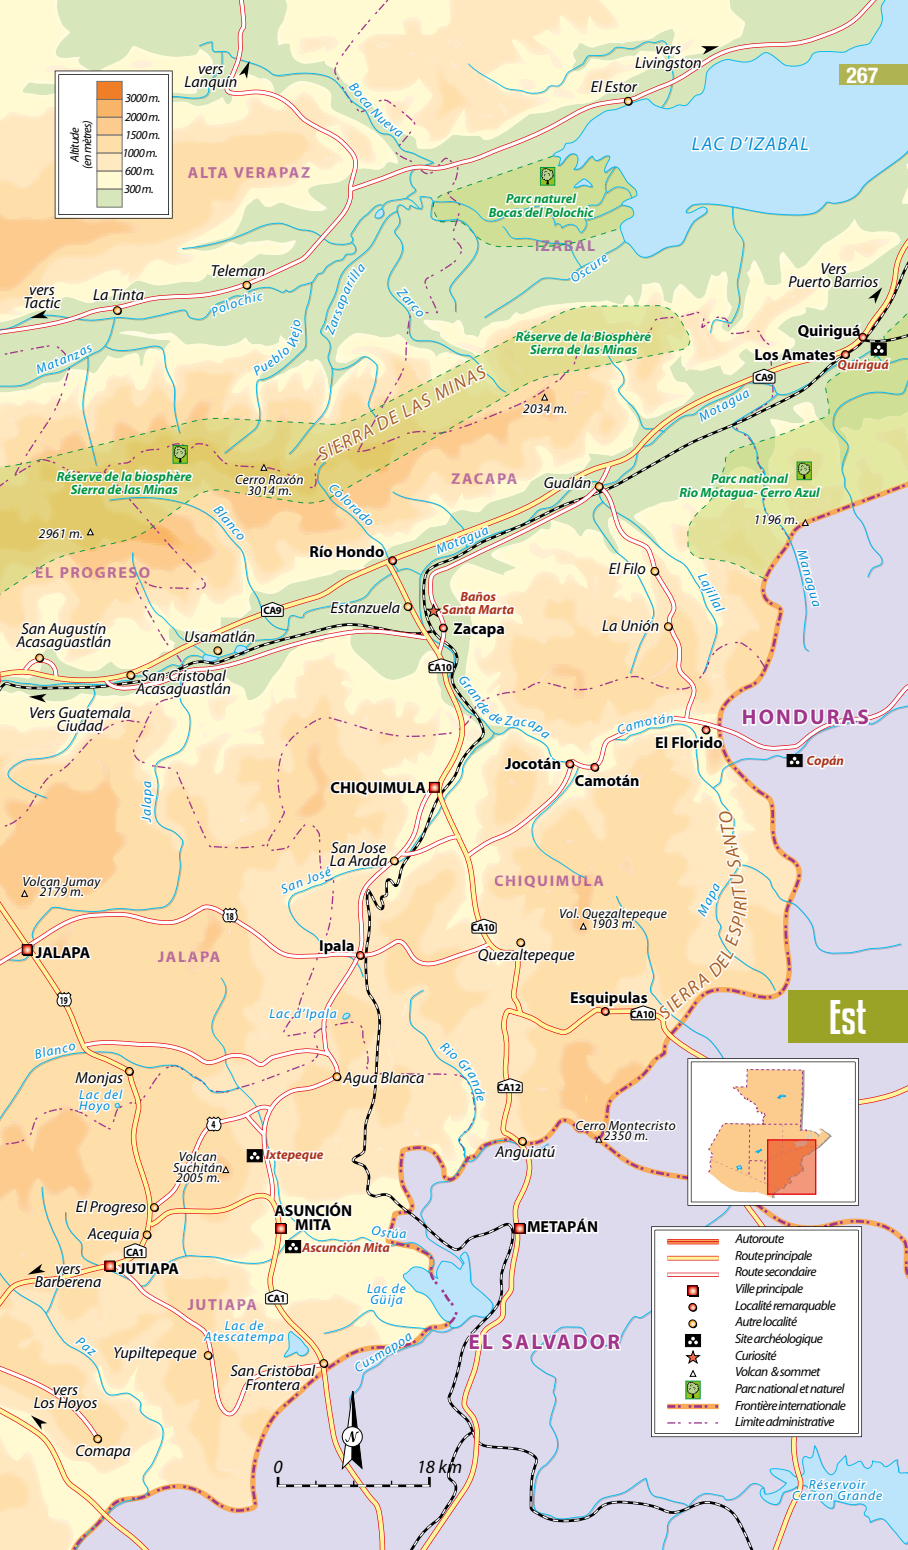 vers
Lanquín
vers
Livingston
El Estor
267
3000 m.
2000 m.
1500 m.
1000 m.
600 m.
300 m.
Altitude
(en mètres)
Boca Nueva
LAC D'IZABAL
ALTA VERAPAZ
Parc naturel
Bocas del Polochic
IZABAL
Oscure
Vers
Puerto Barrios
Teleman
vers
Tactic
La Tinta
Polochic
Zarsaparilla
Zarco
Pueblo Viejo
Matanzas
Réserve de la Biosphère
Sierra de las Minas
Quiriguá
Los Amates
Quiriguá
CA9
Motagua
SIERRA DE LAS MINAS
2034 m.
Réserve de la biosphère
Sierra de las Minas
Cerro Raxón
3014 m.
ZACAPA
Gualán
Parc national
Rio Motagua- Cerro Azul
1196 m.
2961 m.
Blanco
Colorado
Motagua
Río Hondo
EL PROGRESO
El Filo
Lajillal
Managua
Baños
Santa Marta
Estanzuela
CA9
Zacapa
La Unión
San Augustín
Acasaguastlán
Usamatlán
CA10
San Cristobal
Acasaguastlán
Vers Guatemala
Ciudad
Grande de Zacapa
Camotán
HONDURAS
El Florido
Copán
Jocotán
Camotán
CHIQUIMULA
Jalapa
San Jose
La Arada
San José
CHIQUIMULA
SIERRA DEL ESPIRITU SANTO
Mapa
Volcan Jumay
2179 m.
18
Vol. Quezaltepeque
1903 m.
CA10
JALAPA
JALAPA
Ipala
Quezaltepeque
19
Esquipulas
CA10
Est
Lac d'Ipala
Blanco
Rio Grande
Monjas
Agua Blanca
CA12
Lac del
Hoyo
4
Cerro Montecristo
2350 m.
Anguiatú
Ixtepeque
Volcan
Suchitán
2005 m.
El Progreso
ASUNCIÓN
MITA
METAPÁN
Acequia
CA1
Ascunción Mita
Ostúa
JUTIAPA
vers
Barberena
Lac de
Güija
CA1
JUTIAPA
Lac de
Atescatempa
EL SALVADOR
Cusmapoa
Paz
Yupiltepeque
San Cristobal
Frontera
vers
Los Hoyos
Comapa
N
0
18 km
Autoroute
Route principale
Route secondaire
Ville principale
Localité remarquable
Autre localité
Site archéologique
Curiosité
Volcan & sommet
Parc national et naturel
Frontière internationale
Limite administrative
Réservoir
Cerron Grande